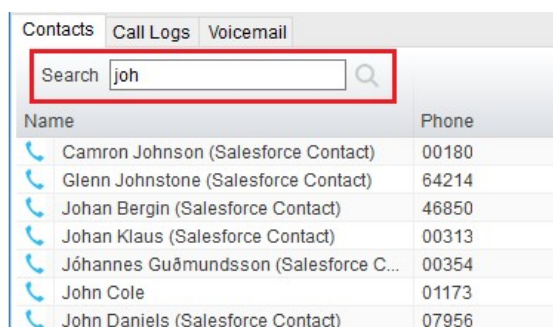 Contacts Call Logs Voicemail
Search joh
Name Phone
Camron Johnson (Salesforce Contact) 00180
Glenn Johnstone (Salesforce Contact) 64214
Johan Bergin (Salesforce Contact) 46850
Johan Klaus (Salesforce Contact) 00313
Jóhannes Guðmundsson (Salesforce C... 00354
John Cole 01173
John Daniels (Salesforce Contact) 07956